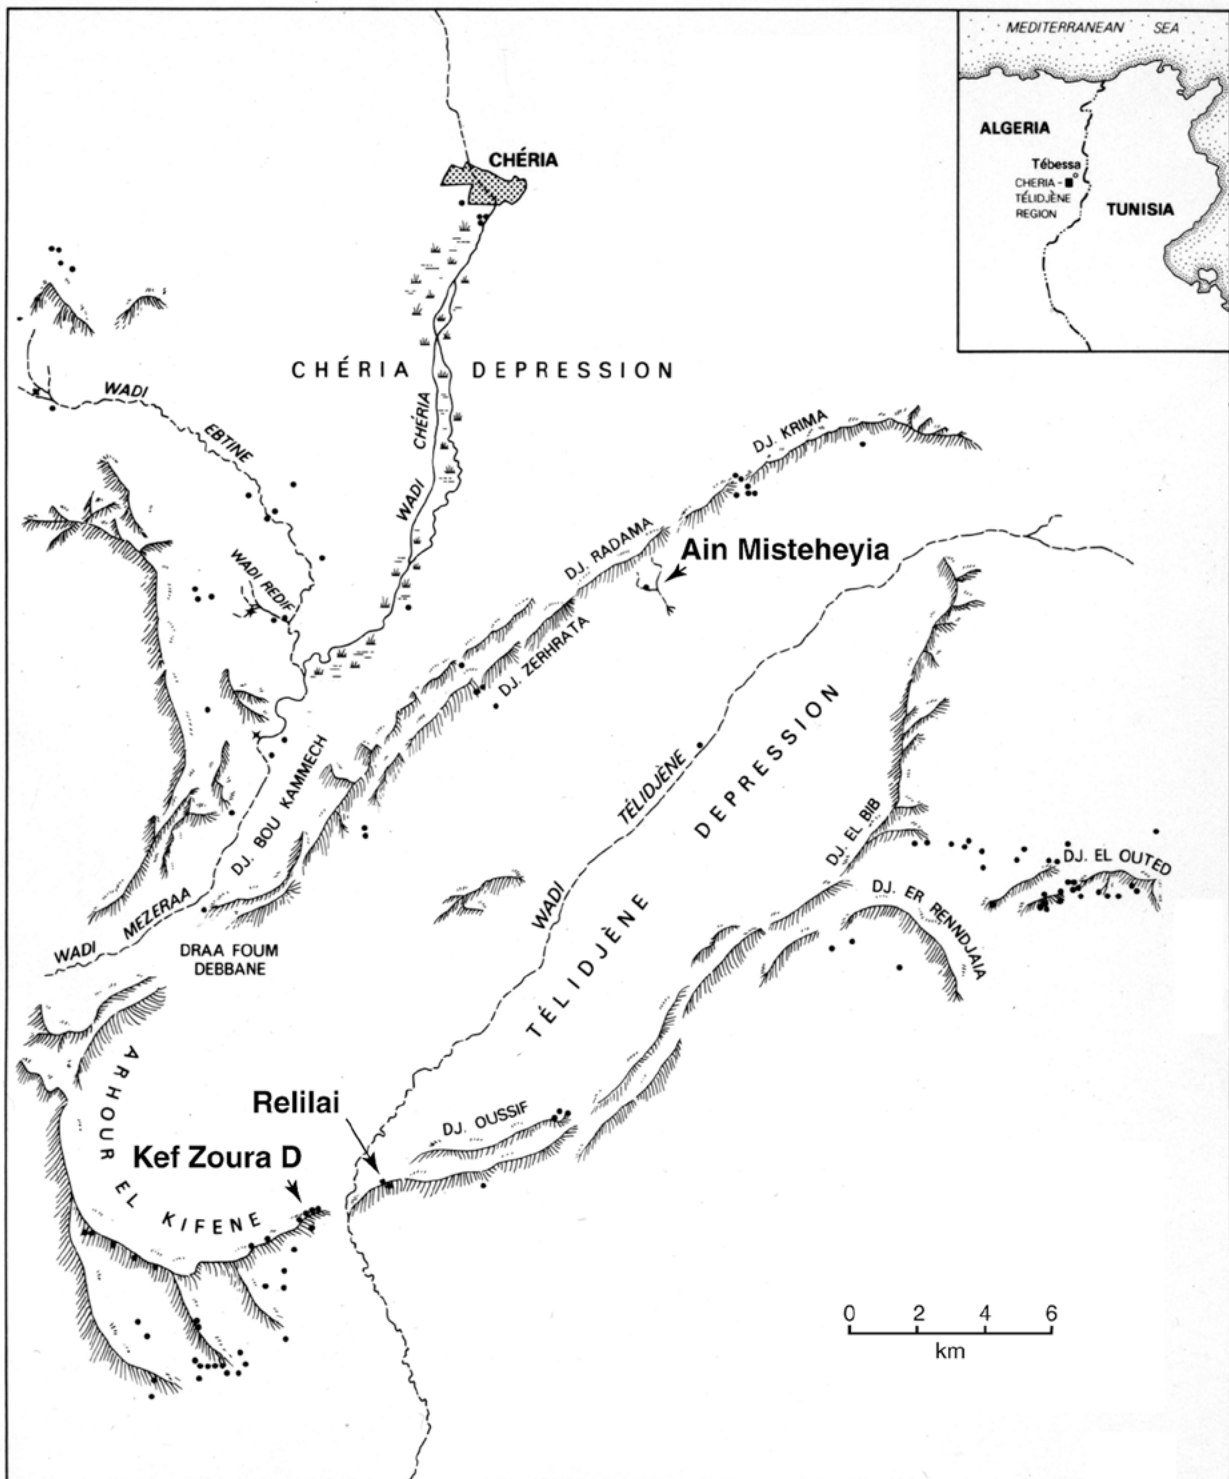 MEDITERRANEAN SEA
ALGERIA
Tébessa
CHERIA -
TÉLIDJÈNE
REGION
TUNISIA
CHÉRIA
CHÉRIA DEPRESSION
WADI EBTINE
WADI CHÉRIA
WADI REDIF
DJ. KRIMA
DJ. RADAMA
Ain Misteheyia
DJ. ZERHRATA
DJ. BOU KAMMECH
WADI TÉLIDJÈNE
TÉLIDJÈNE DEPRESSION
DJ. EL BIB
DJ. EL OUTED
DJ. ER RENNDJAIA
WADI MEZERAA
DRAA FOUM
DEBBANE
ARHOUR EL KIFENE
Relilai
Kef Zoura D
DJ. OUSSIF
0 2 4 6
km